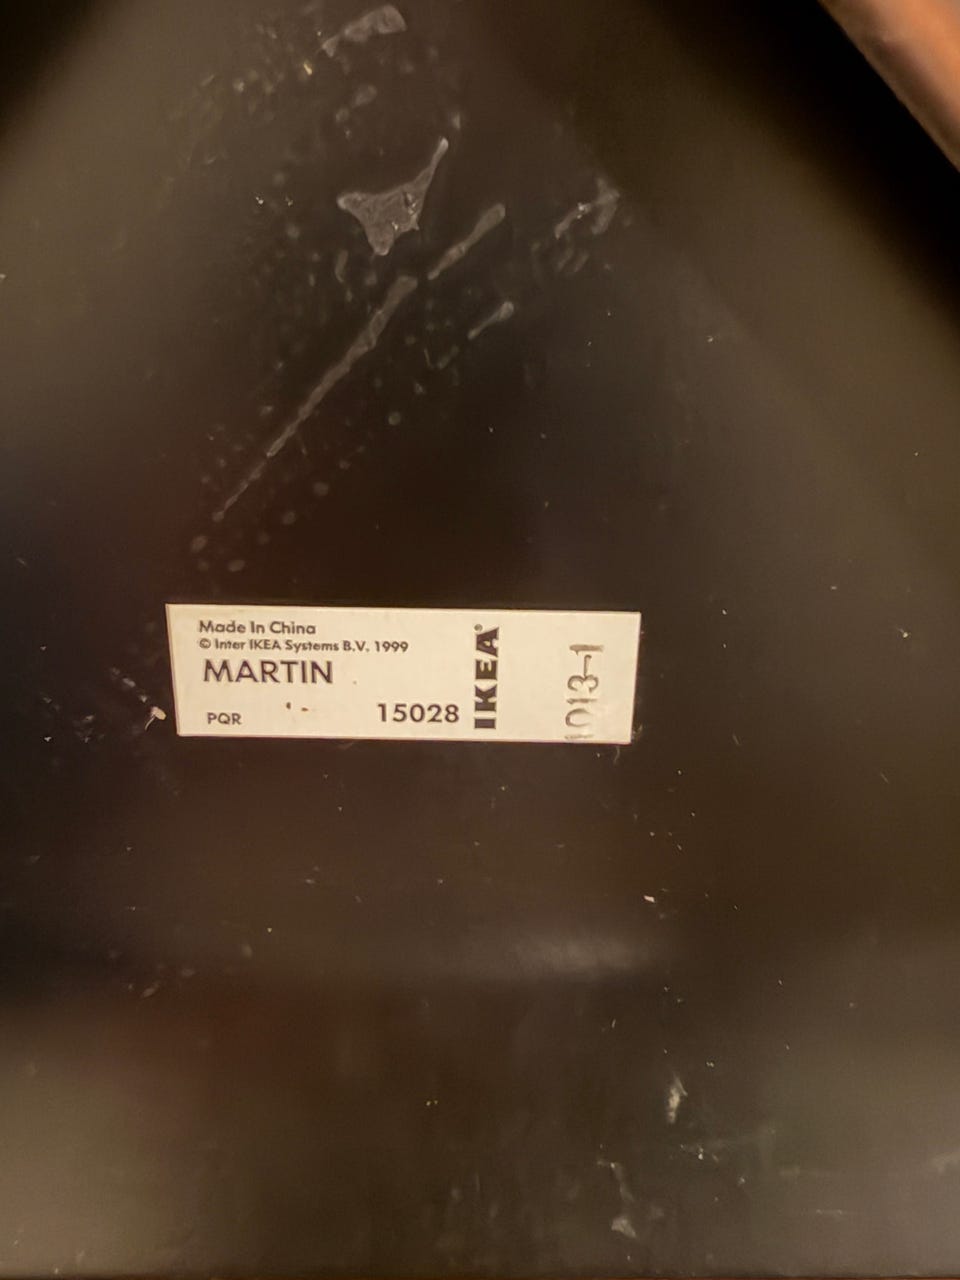 Made In China
© Inter IKEA Systems B.V. 1999
MARTIN
PQR 15028
IKEA®
1013-1